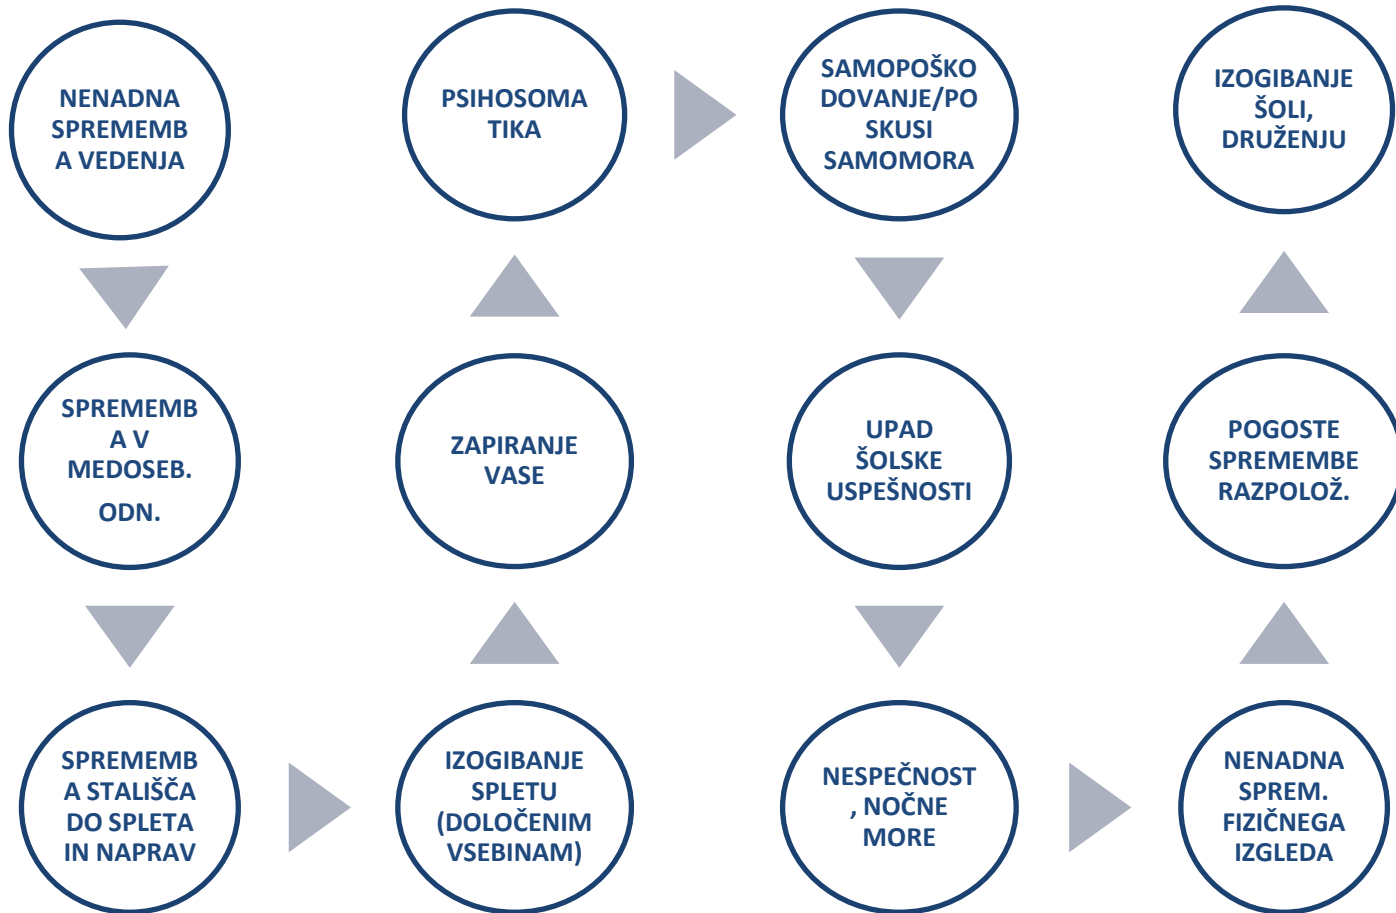 NENADNA
SPREMEMB
A VEDENJA
SPREMEMB
A V
MEDOSEB.
ODN.
SPREMEMB
A STALIŠČA
DO SPLETA
IN NAPRAV
IZOGIBANJE
SPLETU
(DOLOČENIM
VSEBINAM)
ZAPIRANJE
VASE
PSIHOSOMA
TIKA
SAMOPOŠKO
DOVANJE/PO
SKUSI
SAMOMORA
UPAD
ŠOLSKE
USPEŠNOSTI
NESPEČNOST
, NOČNE
MORE
NENADNA
SPREM.
FIZIČNEGA
IZGLEDA
POGOSTE
SPREMEMBE
RAZPOLOŽ.
IZOGIBANJE
ŠOLI,
DRUŽENJU